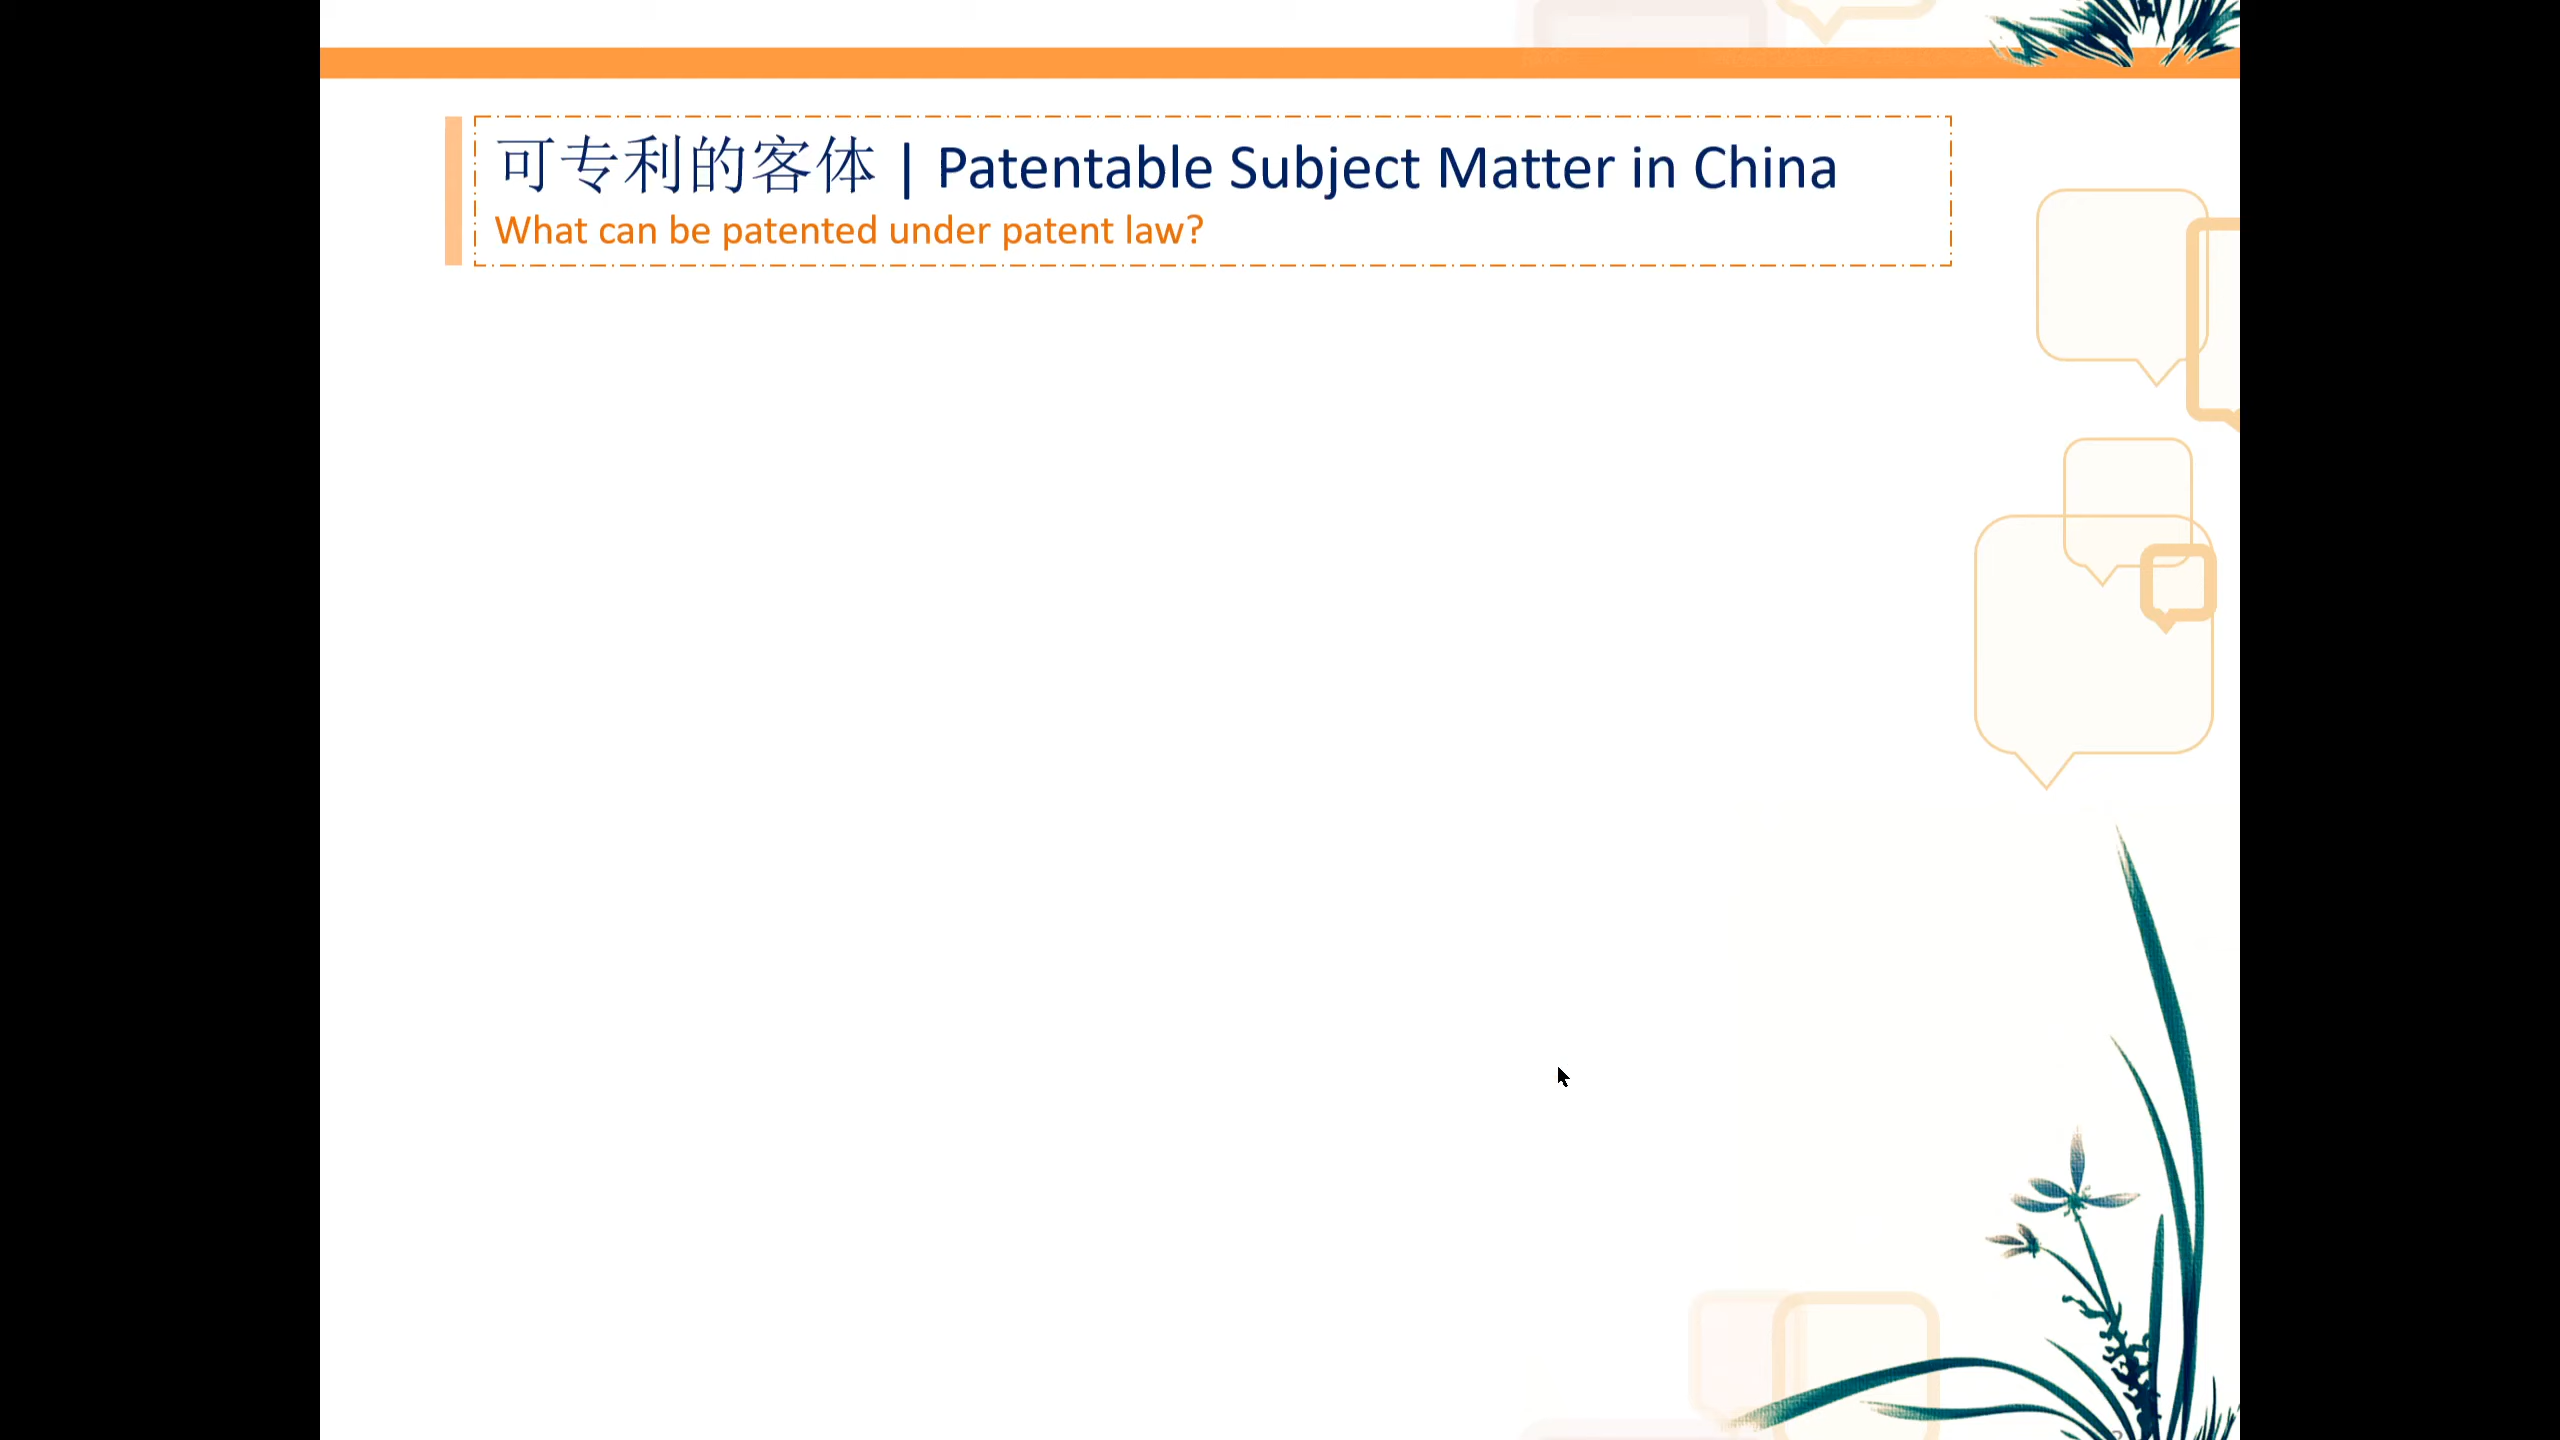 可专利的客体 | Patentable Subject Matter in China
What can be patented under patent law?